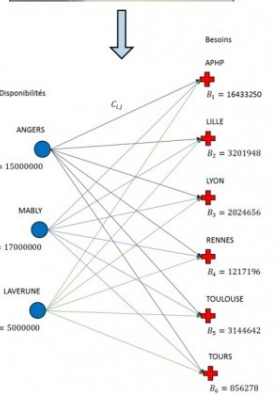 Besoins
APHP
Disponibilités
C_{i,j}
B_1 = 16433250
ANGERS
LILLE
= 15000000
B_2 = 3201948
LYON
B_3 = 2824656
MABLY
RENNES
= 17000000
B_4 = 1217196
LAVERUNE
TOULOUSE
= 5000000
B_5 = 3144642
TOURS
B_6 = 856278